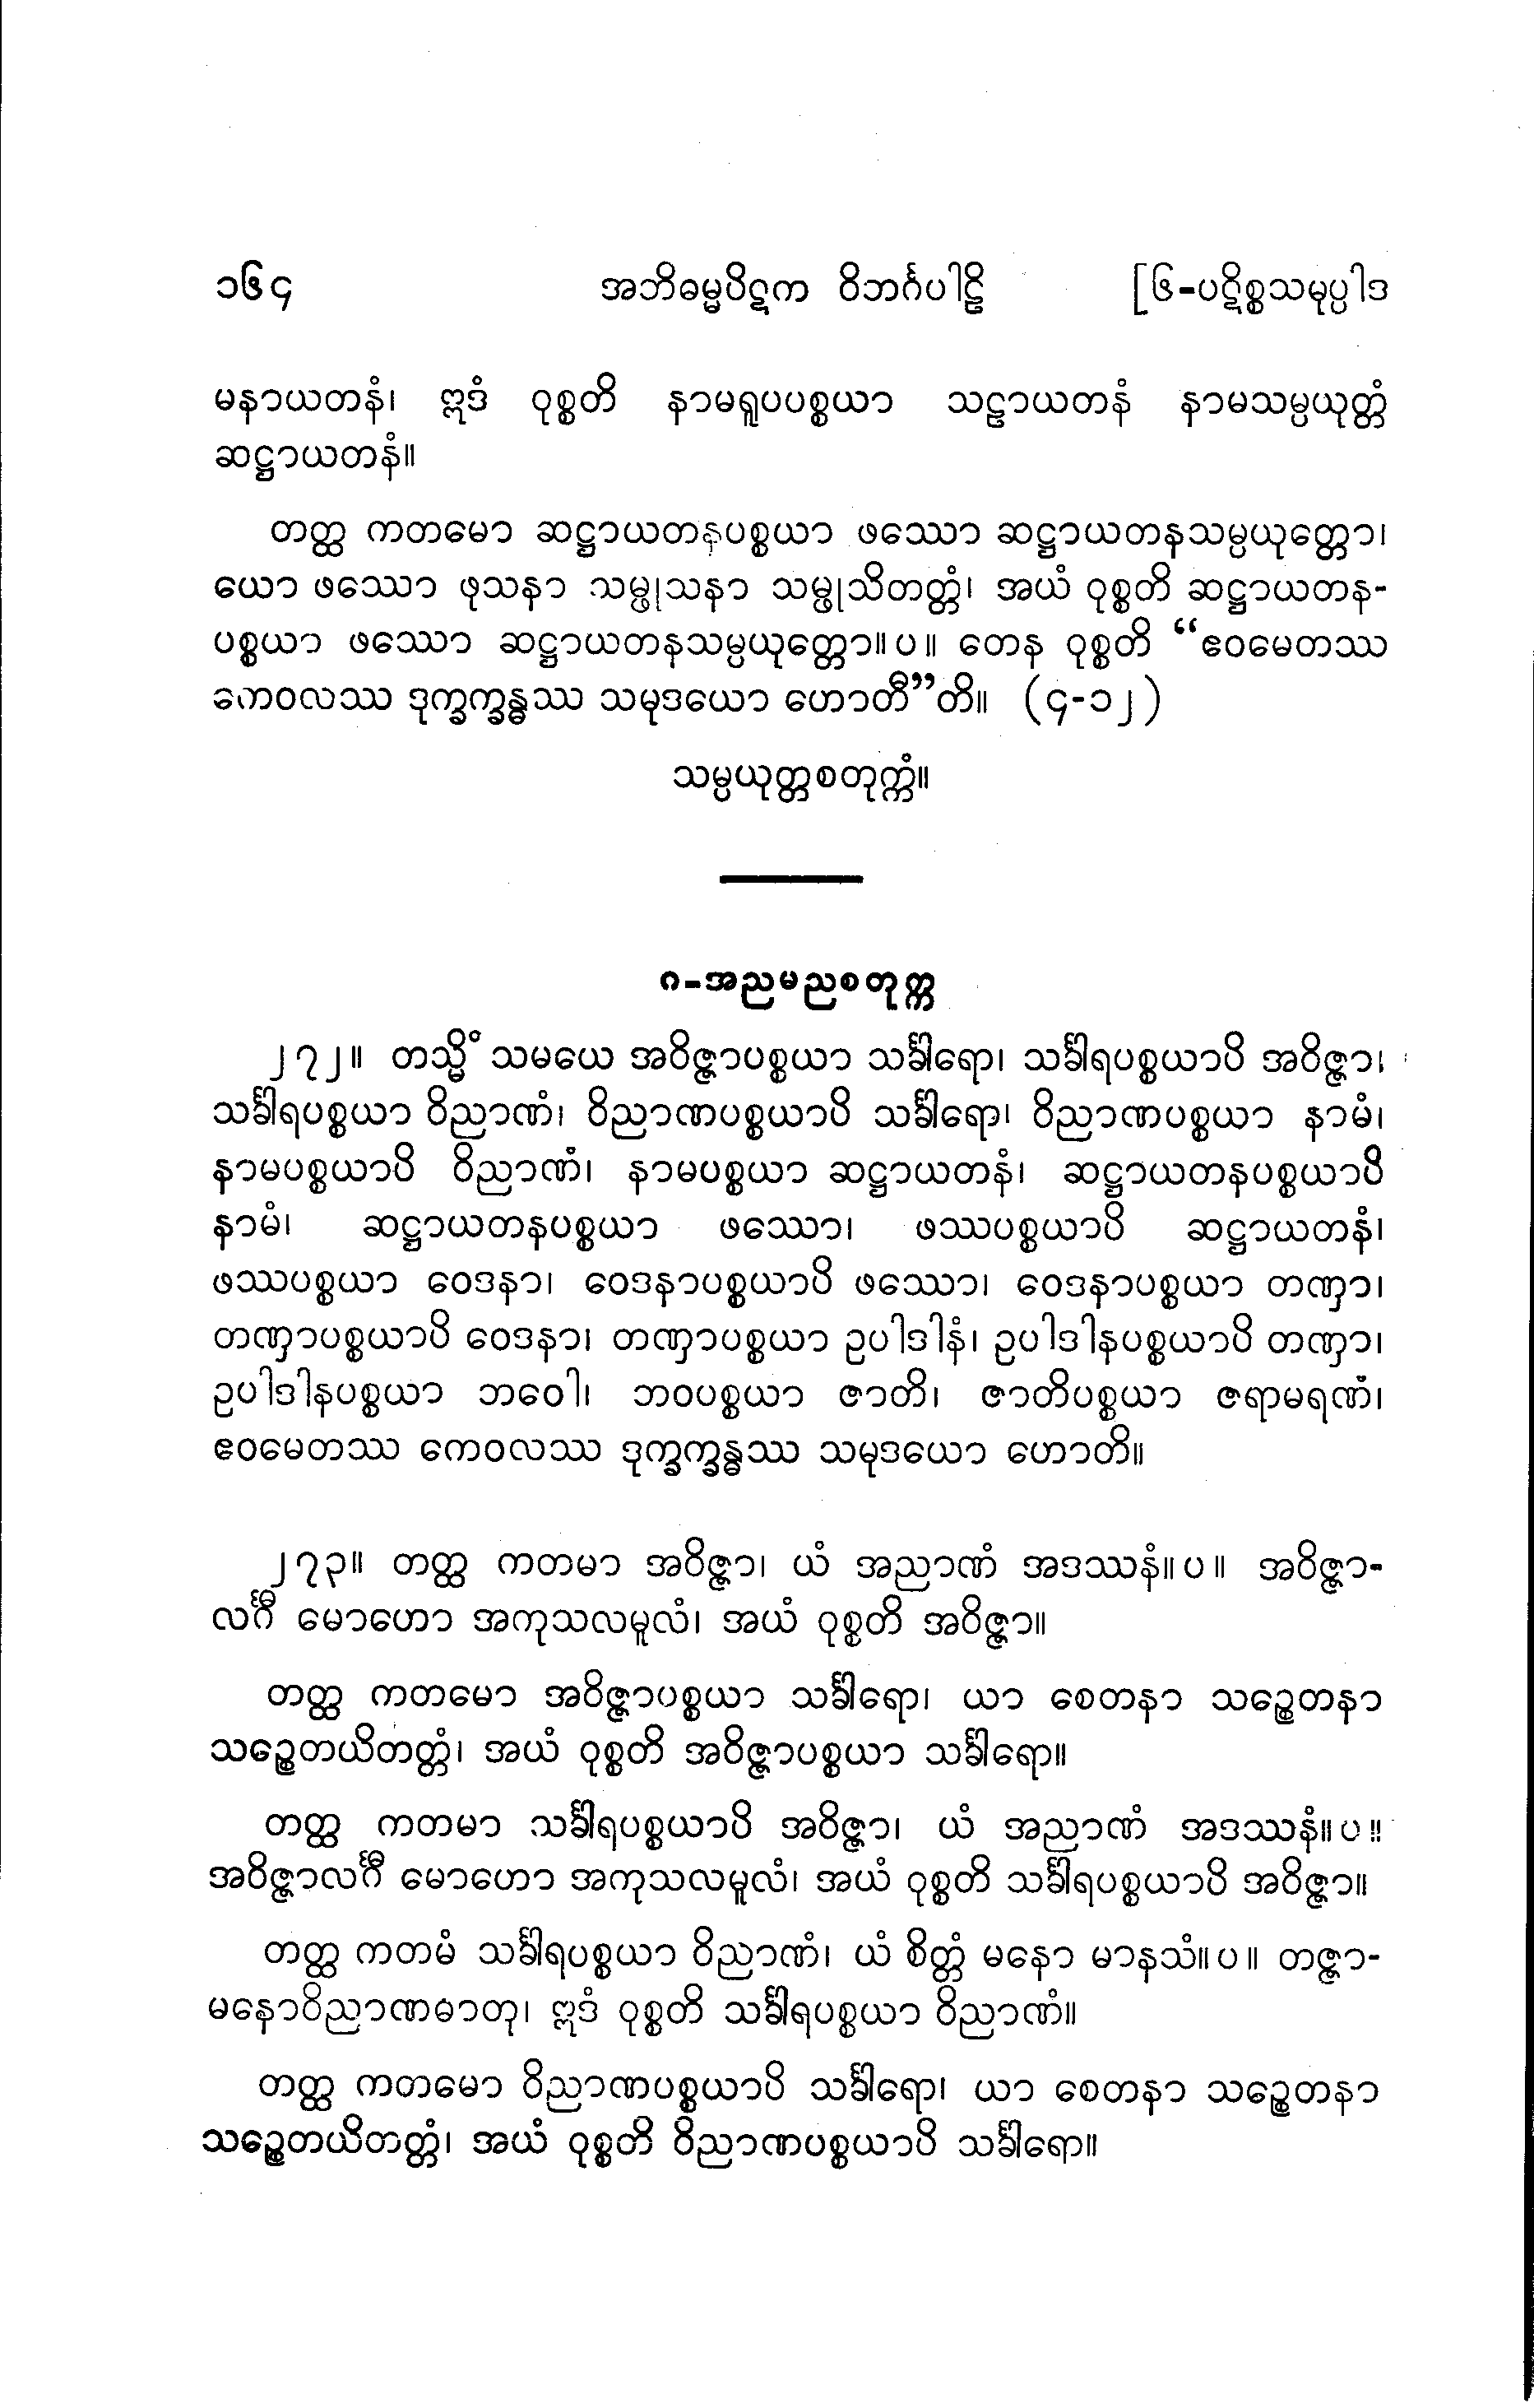 ၁၆၄ အဘိဓမ္မပိဋက ဝိဘင်္ဂပါဠိ [၆-ပဋိစ္စသမုပ္ပါဒ
မနာယတနံ၊ ဣဒံ ဝုစ္စတိ နာမရူပပစ္စယာ သဠာယတနံ နာမသမ္ပယုတ္တံ
ဆဋ္ဌာယတနံ။
တတ္ထ ကတမော ဆဋ္ဌာယတနပစ္စယာ ဖဿော ဆဋ္ဌာယတနသမ္ပယုတ္တော၊
ယော ဖဿော ဖုသနာ သမ္ဖုသနာ သမ္ဖုသိတတ္တံ၊ အယံ ဝုစ္စတိ ဆဋ္ဌာယတန-
ပစ္စယာ ဖဿော ဆဋ္ဌာယတနသမ္ပယုတ္တော။ပ။ တေန ဝုစ္စတိ “ဧဝမေတဿ
ကေဝလဿ ဒုက္ခက္ခန္ဓဿ သမုဒယော ဟောတီ”တိ။ (၄-၁၂)
သမ္ပယုတ္တစတုက္ကံ။
ဂ-အညမညစတုက္က
၂၇၂။ တသ္မိံ သမယေ အဝိဇ္ဇာပစ္စယာ သင်္ခါရော၊ သင်္ခါရပစ္စယာပိ အဝိဇ္ဇာ၊
သင်္ခါရပစ္စယာ ဝိညာဏံ၊ ဝိညာဏပစ္စယာပိ သင်္ခါရော၊ ဝိညာဏပစ္စယာ နာမံ၊
နာမပစ္စယာပိ ဝိညာဏံ၊ နာမပစ္စယာ ဆဋ္ဌာယတနံ၊ ဆဋ္ဌာယတနပစ္စယာပိ
နာမံ၊ ဆဋ္ဌာယတနပစ္စယာ ဖဿော၊ ဖဿပစ္စယာပိ ဆဋ္ဌာယတနံ၊
ဖဿပစ္စယာ ဝေဒနာ၊ ဝေဒနာပစ္စယာပိ ဖဿော၊ ဝေဒနာပစ္စယာ တဏှာ၊
တဏှာပစ္စယာပိ ဝေဒနာ၊ တဏှာပစ္စယာ ဥပါဒါနံ၊ ဥပါဒါနပစ္စယာပိ တဏှာ၊
ဥပါဒါနပစ္စယာ ဘဝေါ၊ ဘဝပစ္စယာ ဇာတိ၊ ဇာတိပစ္စယာ ဇရာမရဏံ၊
ဧဝမေတဿ ကေဝလဿ ဒုက္ခက္ခန္ဓဿ သမုဒယော ဟောတိ။
၂၇၃။ တတ္ထ ကတမာ အဝိဇ္ဇာ၊ ယံ အညာဏံ အဒဿနံ။ပ။ အဝိဇ္ဇာ-
လင်္ဂီ မောဟော အကုသလမူလံ၊ အယံ ဝုစ္စတိ အဝိဇ္ဇာ။
တတ္ထ ကတမော အဝိဇ္ဇာပစ္စယာ သင်္ခါရော၊ ယာ စေတနာ သဉ္စေတနာ
သဉ္စေတယိတတ္တံ၊ အယံ ဝုစ္စတိ အဝိဇ္ဇာပစ္စယာ သင်္ခါရော။
တတ္ထ ကတမာ သင်္ခါရပစ္စယာပိ အဝိဇ္ဇာ၊ ယံ အညာဏံ အဒဿနံ။ပ။
အဝိဇ္ဇာလင်္ဂီ မောဟော အကုသလမူလံ၊ အယံ ဝုစ္စတိ သင်္ခါရပစ္စယာပိ အဝိဇ္ဇာ။
တတ္ထ ကတမံ သင်္ခါရပစ္စယာ ဝိညာဏံ၊ ယံ စိတ္တံ မနော မာနသံ။ပ။ တဇ္ဇာ-
မနောဝိညာဏဓာတု၊ ဣဒံ ဝုစ္စတိ သင်္ခါရပစ္စယာ ဝိညာဏံ။
တတ္ထ ကတမော ဝိညာဏပစ္စယာပိ သင်္ခါရော၊ ယာ စေတနာ သဉ္စေတနာ
သဉ္စေတယိတတ္တံ၊ အယံ ဝုစ္စတိ ဝိညာဏပစ္စယာပိ သင်္ခါရော။